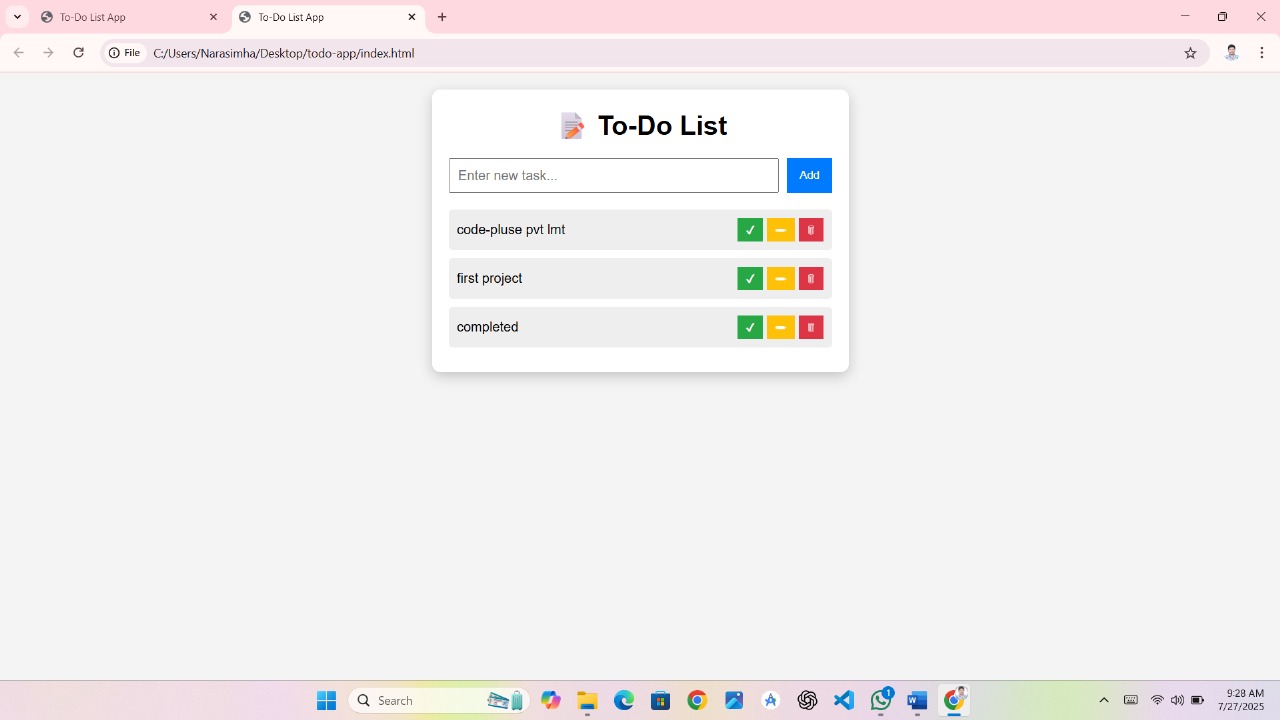 To-Do List App
To-Do List App
File
C:/Users/Narasimha/Desktop/todo-app/index.html
To-Do List
Enter new task...
Add
code-pluse pvt lmt
first project
completed
Search
1
9:28 AM
7/27/2025